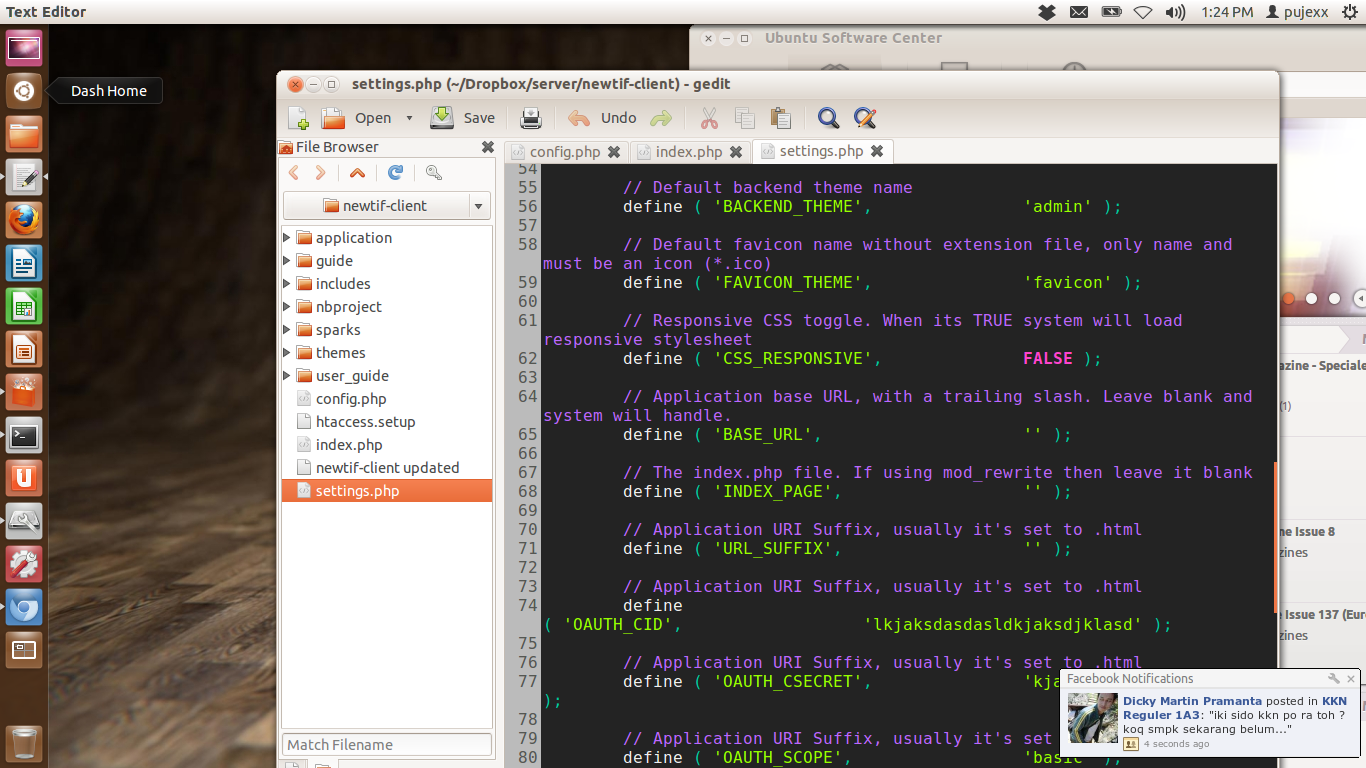 Text Editor
1:24 PM
pujexx
Ubuntu Software Center
Dash Home
settings.php (~/Dropbox/server/newtif-client) - gedit
Open
Save
Undo
File Browser
config.php
index.php
settings.php
newtif-client
application
guide
includes
nbproject
sparks
themes
user_guide
config.php
htaccess.setup
index.php
newtif-client updated
settings.php
Match Filename
54
55 // Default backend theme name
56 define ( 'BACKEND_THEME', 'admin' );
57
58 // Default favicon name without extension file, only name and
must be an icon (*.ico)
59 define ( 'FAVICON_THEME', 'favicon' );
60
61 // Responsive CSS toggle. When its TRUE system will load
responsive stylesheet
62 define ( 'CSS_RESPONSIVE', FALSE );
63
64 // Application base URL, with a trailing slash. Leave blank and
system will handle.
65 define ( 'BASE_URL', '' );
66
67 // The index.php file. If using mod_rewrite then leave it blank
68 define ( 'INDEX_PAGE', '' );
69
70 // Application URI Suffix, usually it's set to .html
71 define ( 'URL_SUFFIX', '' );
72
73 // Application URI Suffix, usually it's set to .html
74 define
( 'OAUTH_CID', 'lkjaksdasdasldkjaksdjklasd' );
75
76 // Application URI Suffix, usually it's set to .html
77 define ( 'OAUTH_CSECRET', 'kja
);
78
79 // Application URI Suffix, usually it's set
80 define ( 'OAUTH_SCOPE', 'basic' );
azine - Speciale
(1)
ne Issue 8
zines
e Issue 137 (Euro
zines
Facebook Notifications
Dicky Martin Pramanta posted in KKN
Reguler 1A3: "iki sido kkn po ra toh ?
koq smpk sekarang belum..."
4 seconds ago